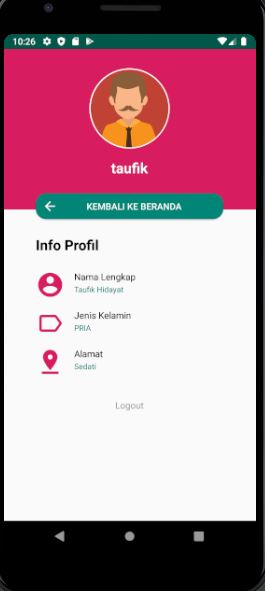 10:26
taufik
KEMBALI KE BERANDA
Info Profil
Nama Lengkap
Taufik Hidayat
Jenis Kelamin
PRIA
Alamat
Sedati
Logout